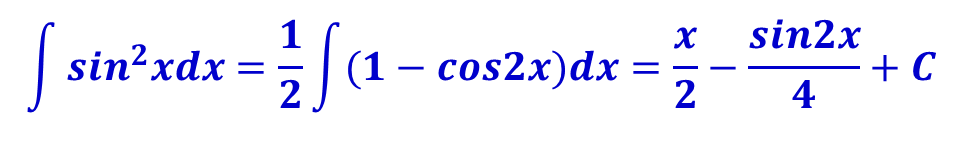 ∫ sin²xdx = 1/2 ∫ (1 − cos2x)dx = x/2 − sin2x/4 + C